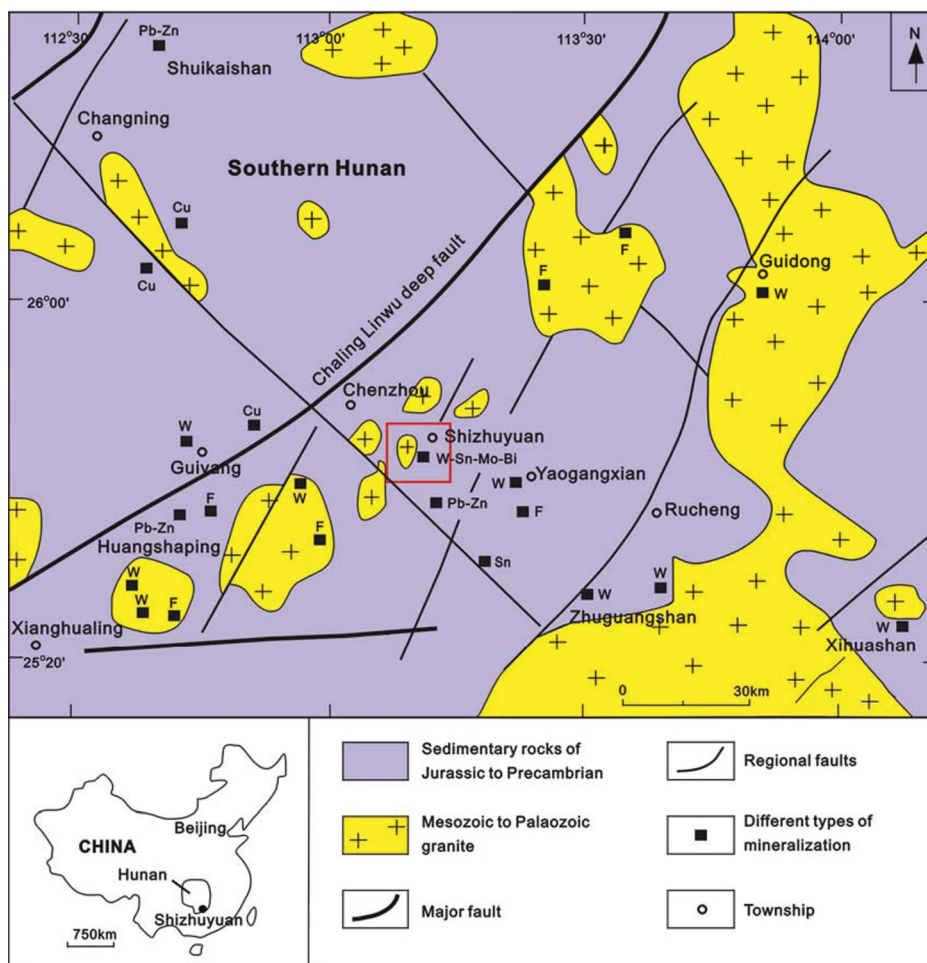 112°30'
113°00'
113°30'
114°00'
N
Pb-Zn
Shuikaishan
Changning
Southern Hunan
Cu
Cu
F
F
Guidong
W
26°00'
Chaling Linwu deep fault
Chenzhou
Cu
W
Guiyang
Shizhuyuan
W-Sn-Mo-Bi
Yaogangxian
W
W
F
Pb-Zn
F
Pb-Zn
Huangshaping
F
Rucheng
Sn
W
W
F
W
W
Zhuguangshan
Xianghualing
W
Xihuashan
25°20'
0
30km
CHINA
Beijing
Hunan
Shizhuyuan
750km
Sedimentary rocks of
Jurassic to Precambrian
Mesozoic to Palaozoic
granite
Major fault
Regional faults
Different types of
mineralization
Township